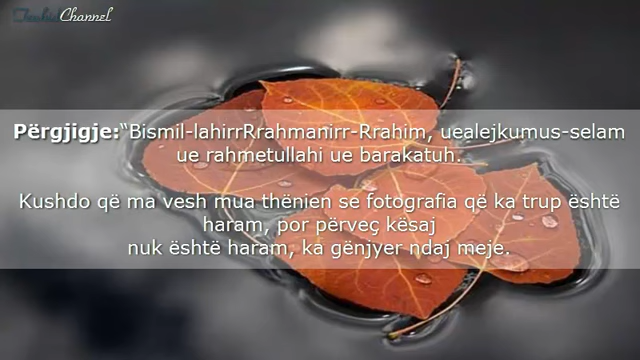 TewhidChannel
Përgjigje:“Bismil-lahirrRrahmanirr-Rrahim, uealejkumus-selam
ue rahmetullahi ue barakatuh.
Kushdo që ma vesh mua thënien se fotografia që ka trup është
haram, por përveç kësaj
nuk është haram, ka gënjyer ndaj meje.